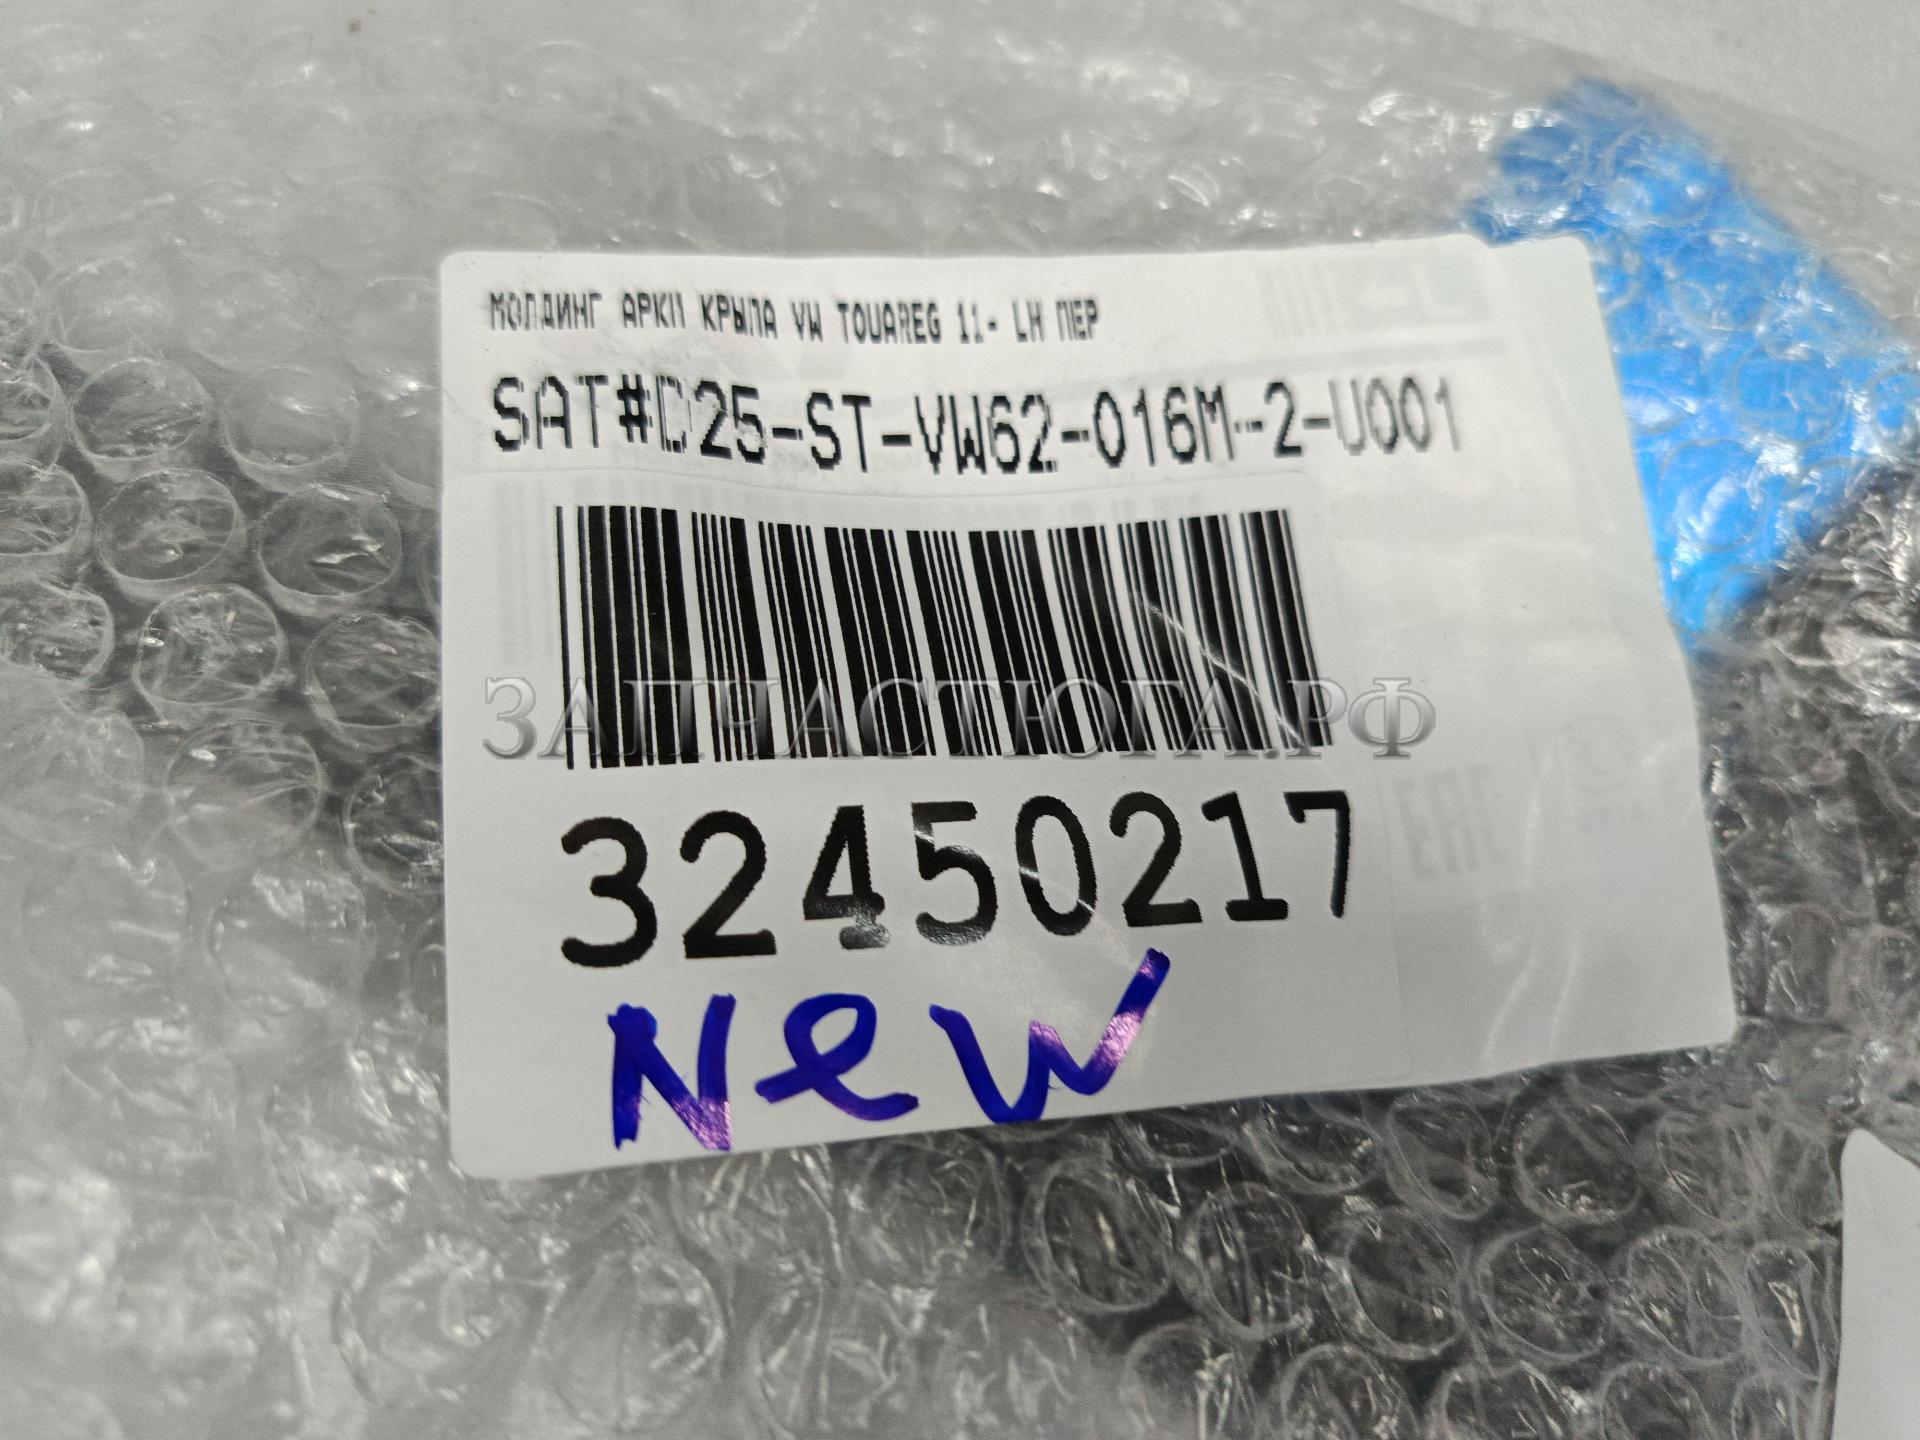 МОЛДИНГ АРКИ КРЫЛА VW TOUAREG 11- LH ПЕР
SAT#D25-ST-VW62-016M-2-U001
ЗАПЧАСТЮГА.РФ
32450217
New